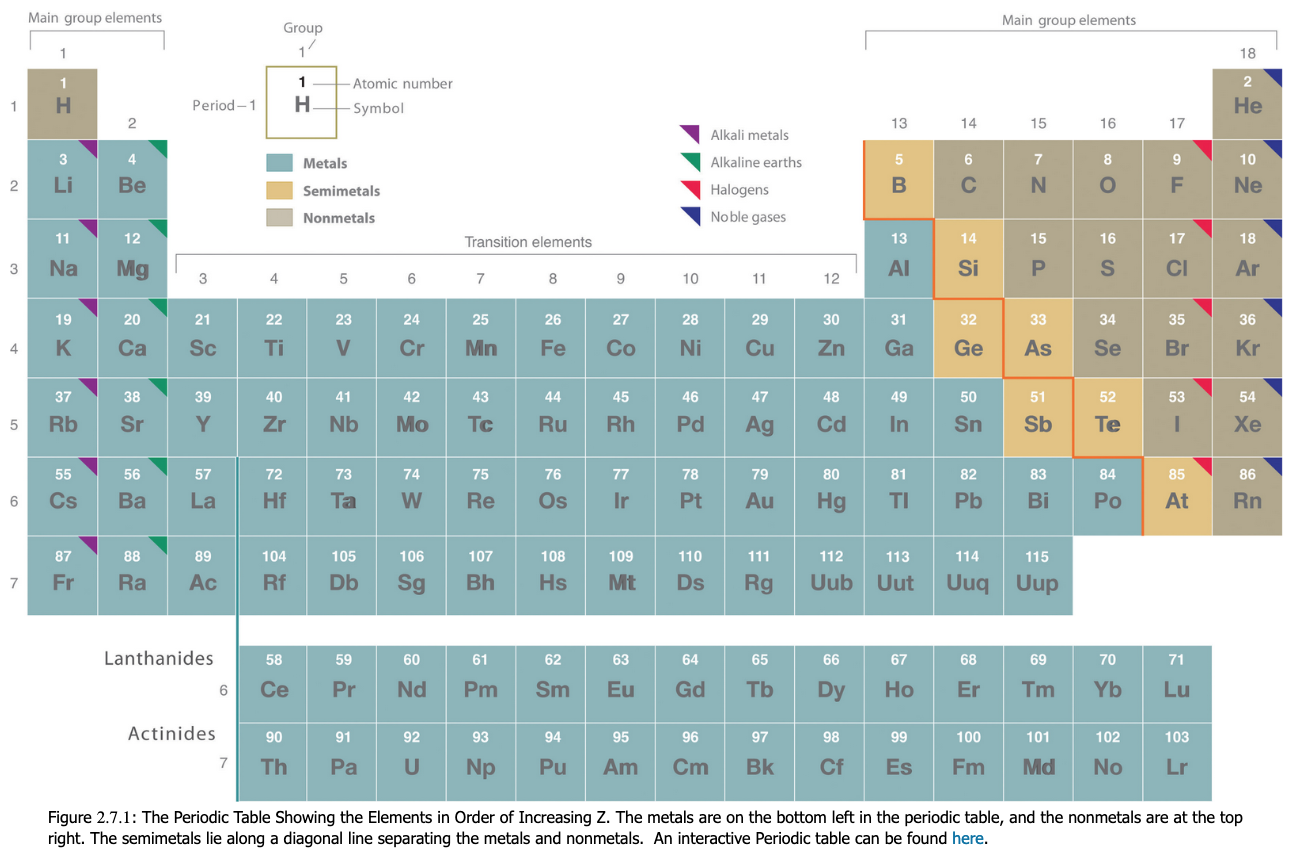 Main group elements
Main group elements
Group
1
1
18
1 Atomic number
H Symbol
Period – 1
1
H
2
He
1
2
13 14 15 16 17
Metals
Semimetals
Nonmetals
Alkali metals
Alkaline earths
Halogens
Noble gases
2
3 4 5 6 7 8 9 10
Li Be B C N O F Ne
Transition elements
3 4 5 6 7 8 9 10 11 12
3
11 12 13 14 15 16 17 18
Na Mg Al Si P S Cl Ar
4
19 20 21 22 23 24 25 26 27 28 29 30 31 32 33 34 35 36
K Ca Sc Ti V Cr Mn Fe Co Ni Cu Zn Ga Ge As Se Br Kr
5
37 38 39 40 41 42 43 44 45 46 47 48 49 50 51 52 53 54
Rb Sr Y Zr Nb Mo Tc Ru Rh Pd Ag Cd In Sn Sb Te I Xe
6
55 56 57 72 73 74 75 76 77 78 79 80 81 82 83 84 85 86
Cs Ba La Hf Ta W Re Os Ir Pt Au Hg Tl Pb Bi Po At Rn
7
87 88 89 104 105 106 107 108 109 110 111 112 113 114 115
Fr Ra Ac Rf Db Sg Bh Hs Mt Ds Rg Uub Uut Uuq Uup
Lanthanides
6
58 59 60 61 62 63 64 65 66 67 68 69 70 71
Ce Pr Nd Pm Sm Eu Gd Tb Dy Ho Er Tm Yb Lu
Actinides
7
90 91 92 93 94 95 96 97 98 99 100 101 102 103
Th Pa U Np Pu Am Cm Bk Cf Es Fm Md No Lr
Figure 2.7.1: The Periodic Table Showing the Elements in Order of Increasing Z. The metals are on the bottom left in the periodic table, and the nonmetals are at the top
right. The semimetals lie along a diagonal line separating the metals and nonmetals. An interactive Periodic table can be found here.